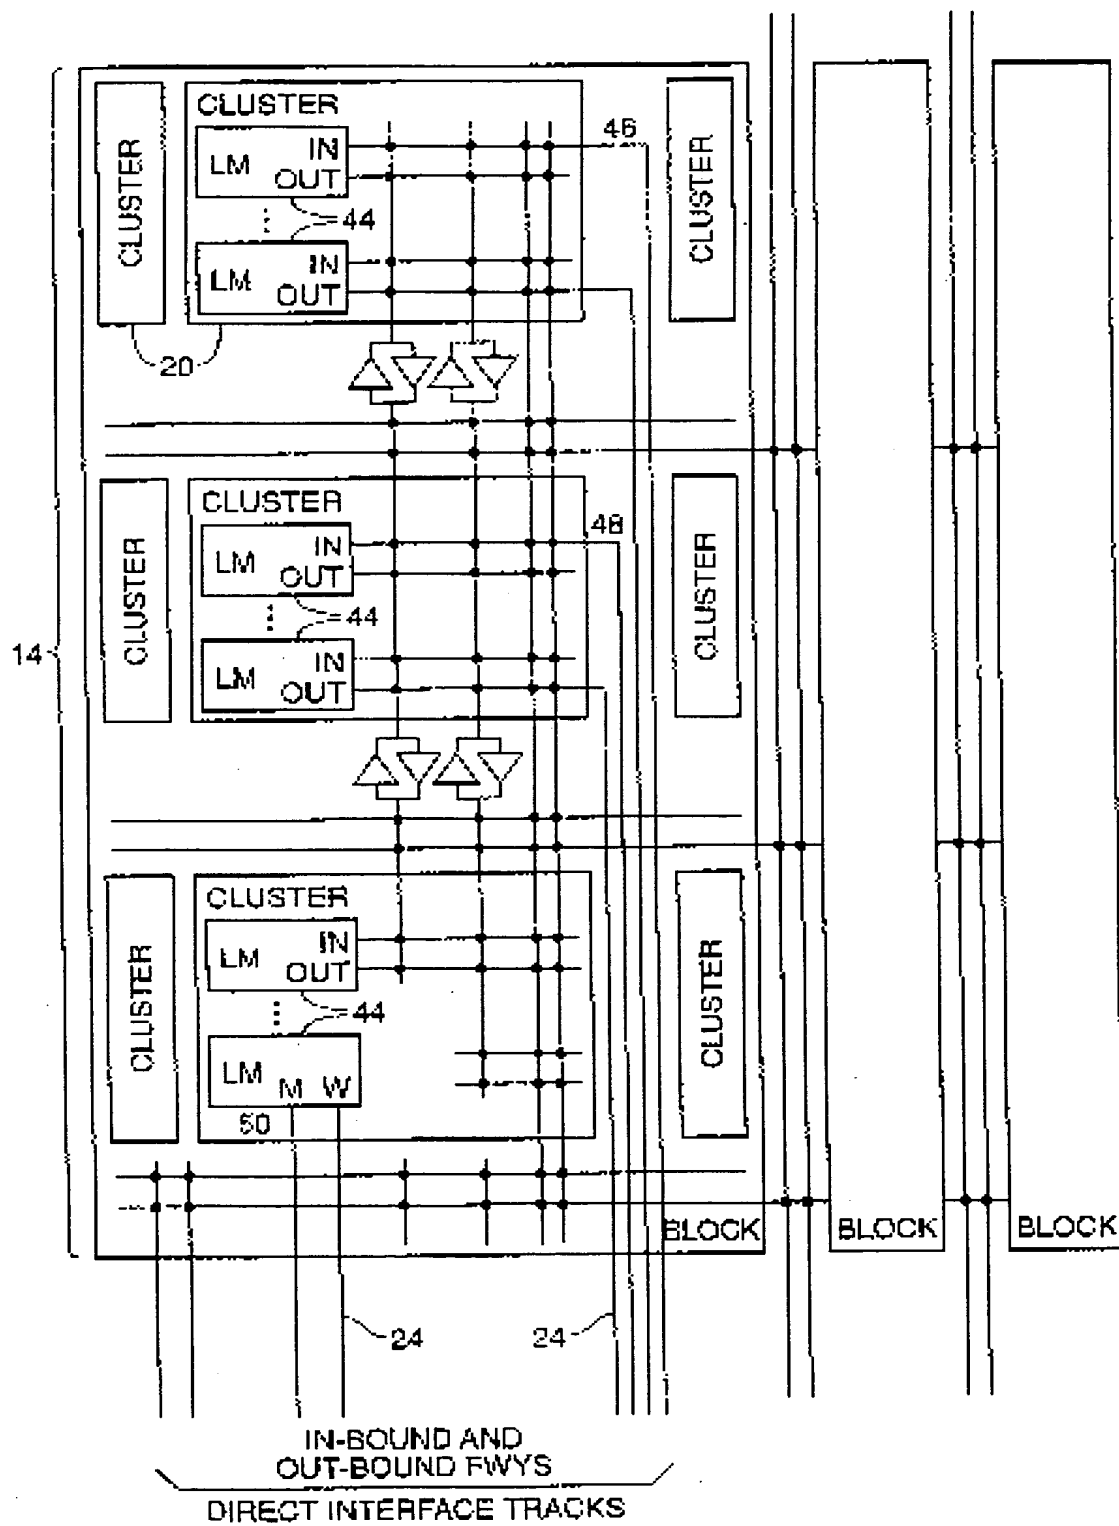 CLUSTER
CLUSTER
LM IN
OUT
44
LM IN
OUT
46
CLUSTER
20
14
CLUSTER
CLUSTER
LM IN
OUT
44
LM IN
OUT
48
CLUSTER
CLUSTER
CLUSTER
LM IN
OUT
44
LM M W
50
CLUSTER
BLOCK
BLOCK
BLOCK
24
24
IN-BOUND AND
OUT-BOUND FWYS
DIRECT INTERFACE TRACKS